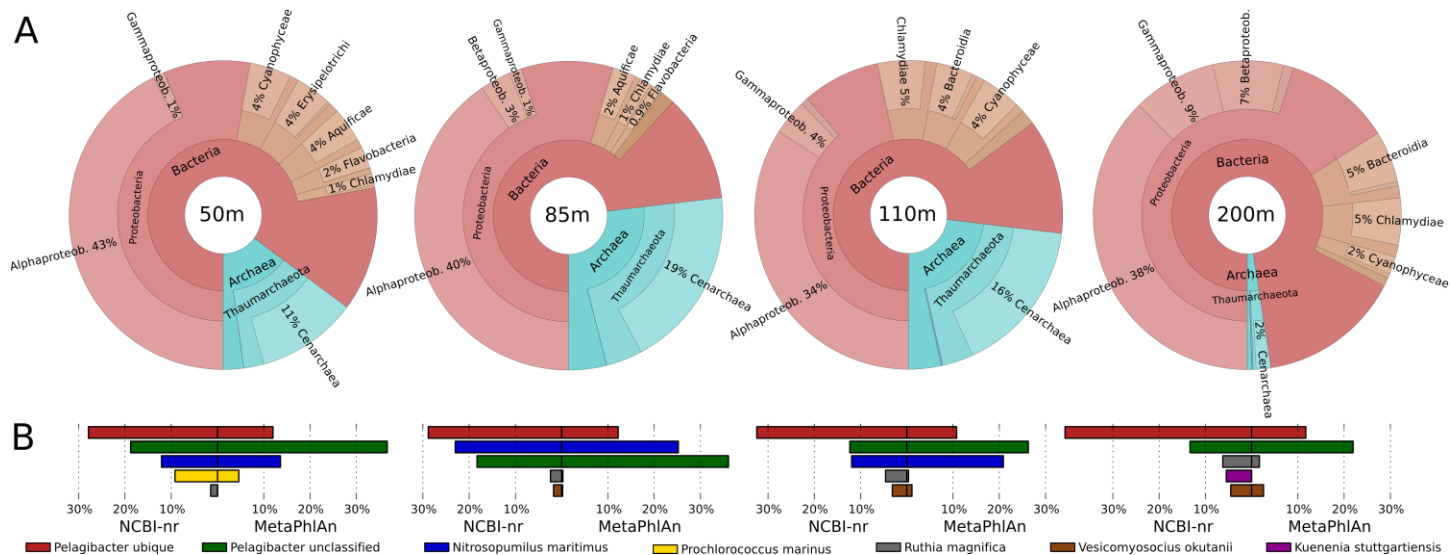 A
Gammaproteob. 1%
4% Cyanophyceae
4% Erysipelotrichi
4% Aquificae
2% Flavobacteria
1% Chlamydiae
Bacteria
Proteobacteria
50m
Alphaproteob. 43%
Archaea
Thaumarchaeota
11% Cenarchaea
Gammaproteob. 1%
Betaproteob. 3%
2% Aquificae
1% Chlamydiae
0.9% Flavobacteria
Bacteria
Proteobacteria
85m
Alphaproteob. 40%
Archaea
Thaumarchaeota
19% Cenarchaea
Gammaproteob. 4%
Chlamydiae 5%
4% Bacteroidia
4% Cyanophyceae
Bacteria
Proteobacteria
110m
Alphaproteob. 34%
Archaea
Thaumarchaeota
16% Cenarchaea
Gammaproteob. 9%
7% Betaproteob.
5% Bacteroidia
5% Chlamydiae
2% Cyanophyceae
Bacteria
Proteobacteria
200m
Alphaproteob. 38%
Archaea
Thaumarchaeota
2% Cenarchaea
B
30% 20% 10% 10% 20% 30%
NCBI-nr MetaPhlAn
30% 20% 10% 10% 20% 30%
NCBI-nr MetaPhlAn
30% 20% 10% 10% 20% 30%
NCBI-nr MetaPhlAn
30% 20% 10% 10% 20% 30%
NCBI-nr MetaPhlAn
Pelagibacter ubique Pelagibacter unclassified Nitrosopumilus maritimus Prochlorococcus marinus Ruthia magnifica Vesicomyosocius okutanii Kuemenia stuttgartiensis